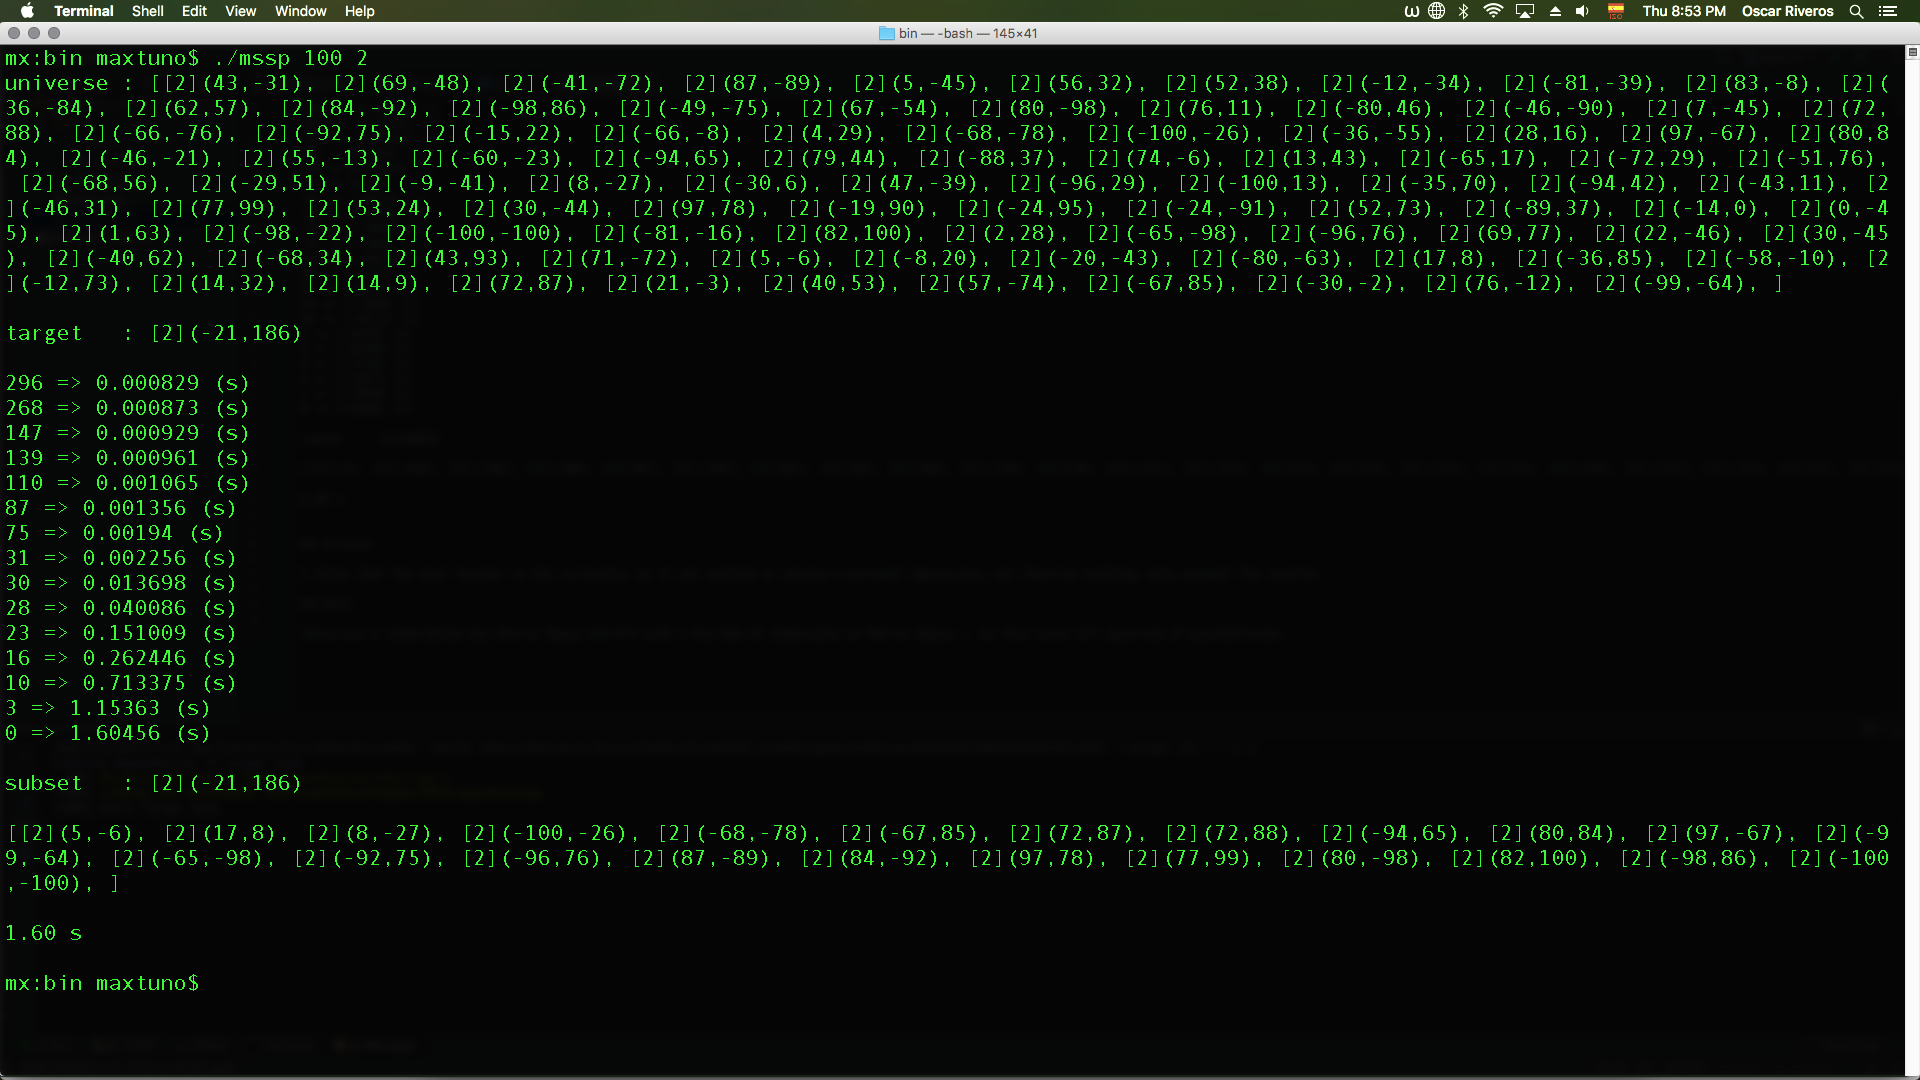 Terminal Shell Edit View Window Help Thu 8:53 PM Oscar Riveros
bin — -bash — 145×41
mx:bin maxtuno$ ./mssp 100 2
universe : [[2](43,-31), [2](69,-48), [2](-41,-72), [2](87,-89), [2](5,-45), [2](56,32), [2](52,38), [2](-12,-34), [2](-81,-39), [2](83,-8), [2](
36,-84), [2](62,57), [2](84,-92), [2](-98,86), [2](-49,-75), [2](67,-54), [2](80,-98), [2](76,11), [2](-80,46), [2](-46,-90), [2](7,-45), [2](72,
88), [2](-66,-76), [2](-92,75), [2](-15,22), [2](-66,-8), [2](4,29), [2](-68,-78), [2](-100,-26), [2](-36,-55), [2](28,16), [2](97,-67), [2](80,8
4), [2](-46,-21), [2](55,-13), [2](-60,-23), [2](-94,65), [2](79,44), [2](-88,37), [2](74,-6), [2](13,43), [2](-65,17), [2](-72,29), [2](-51,76),
[2](-68,56), [2](-29,51), [2](-9,-41), [2](8,-27), [2](-30,6), [2](47,-39), [2](-96,29), [2](-100,13), [2](-35,70), [2](-94,42), [2](-43,11), [2
](-46,31), [2](77,99), [2](53,24), [2](30,-44), [2](97,78), [2](-19,90), [2](-24,95), [2](-24,-91), [2](52,73), [2](-89,37), [2](-14,0), [2](0,-4
5), [2](1,63), [2](-98,-22), [2](-100,-100), [2](-81,-16), [2](82,100), [2](2,28), [2](-65,-98), [2](-96,76), [2](69,77), [2](22,-46), [2](30,-45
), [2](-40,62), [2](-68,34), [2](43,93), [2](71,-72), [2](5,-6), [2](-8,20), [2](-20,-43), [2](-80,-63), [2](17,8), [2](-36,85), [2](-58,-10), [2
](-12,73), [2](14,32), [2](14,9), [2](72,87), [2](21,-3), [2](40,53), [2](57,-74), [2](-67,85), [2](-30,-2), [2](76,-12), [2](-99,-64), ]
target : [2](-21,186)
296 => 0.000829 (s)
268 => 0.000873 (s)
147 => 0.000929 (s)
139 => 0.000961 (s)
110 => 0.001065 (s)
87 => 0.001356 (s)
75 => 0.00194 (s)
31 => 0.002256 (s)
30 => 0.013698 (s)
28 => 0.040086 (s)
23 => 0.151009 (s)
16 => 0.262446 (s)
10 => 0.713375 (s)
3 => 1.15363 (s)
0 => 1.60456 (s)
subset : [2](-21,186)
[[2](5,-6), [2](17,8), [2](8,-27), [2](-100,-26), [2](-68,-78), [2](-67,85), [2](72,87), [2](72,88), [2](-94,65), [2](80,84), [2](97,-67), [2](-9
9,-64), [2](-65,-98), [2](-92,75), [2](-96,76), [2](87,-89), [2](84,-92), [2](97,78), [2](77,99), [2](80,-98), [2](82,100), [2](-98,86), [2](-100
,-100), ]
1.60 s
mx:bin maxtuno$